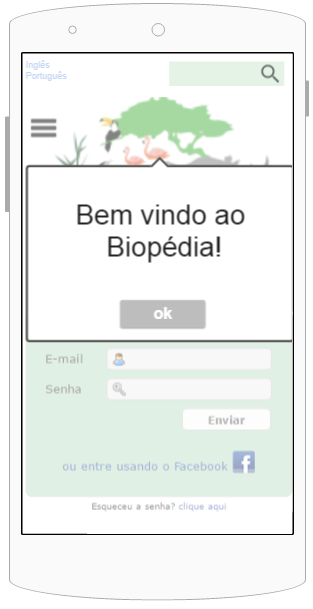 Inglês
Português
Bem vindo ao
Biopédia!
ok
E-mail
Senha
Enviar
ou entre usando o Facebook f
Esqueceu a senha? clique aqui